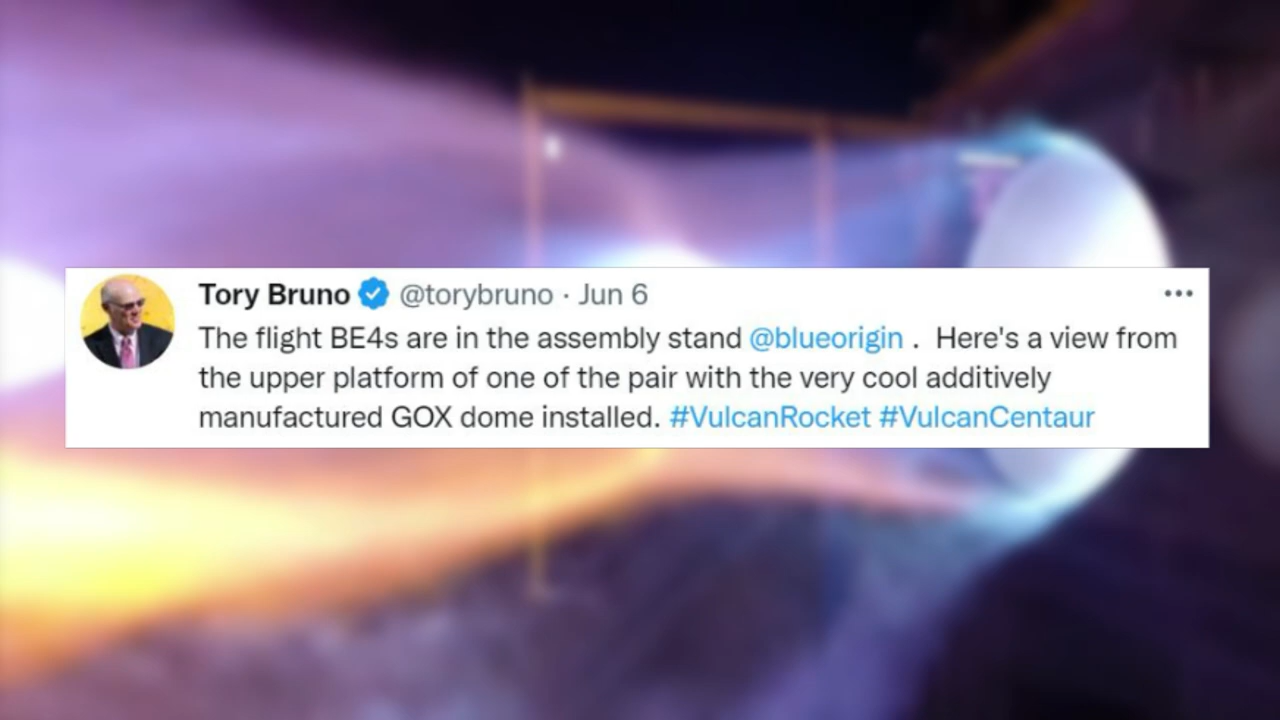 Tory Bruno @torybruno · Jun 6
The flight BE4s are in the assembly stand @blueorigin .  Here's a view from
the upper platform of one of the pair with the very cool additively
manufactured GOX dome installed. #VulcanRocket #VulcanCentaur